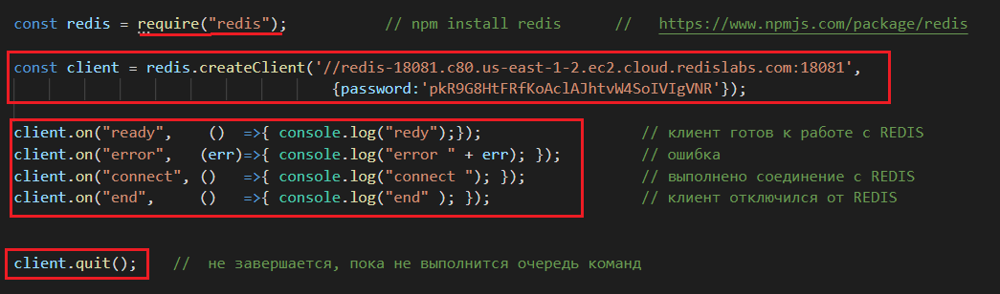 const redis = require("redis"); // npm install redis // https://www.npmjs.com/package/redis
const client = redis.createClient('//redis-18081.c80.us-east-1-2.ec2.cloud.redislabs.com:18081',
{password:'pkR9G8HtFRfKoAclAJhtvW4SoIVIgVNR'});
client.on("ready", () =>{ console.log("redy");}); // клиент готов к работе с REDIS
client.on("error", (err)=>{ console.log("error " + err); }); // ошибка
client.on("connect", () =>{ console.log("connect "); }); // выполнено соединение с REDIS
client.on("end", () =>{ console.log("end" ); }); // клиент отключился от REDIS
client.quit(); // не завершается, пока не выполнится очередь команд